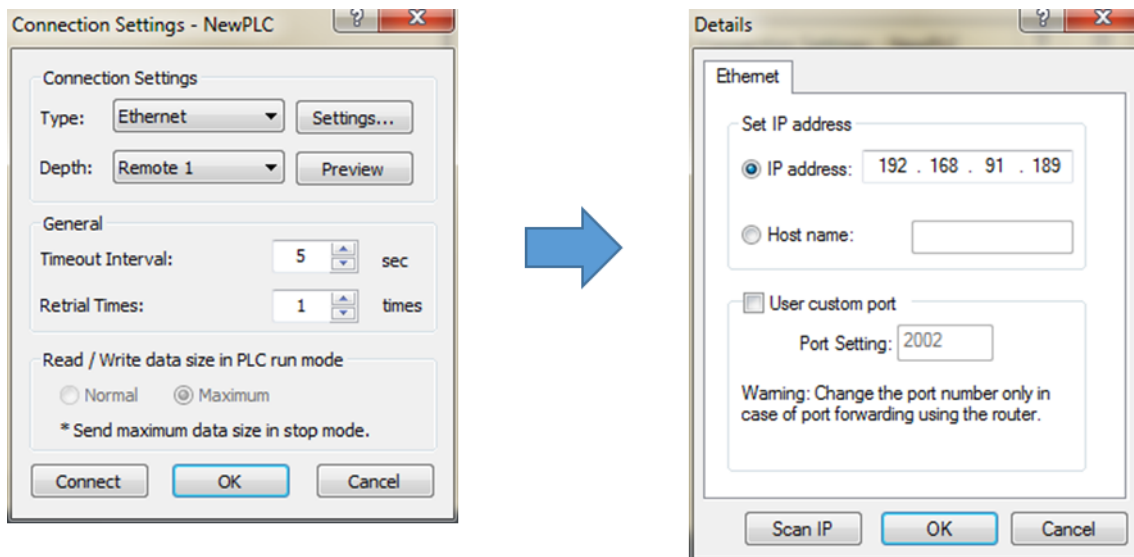 Connection Settings - NewPLC
Connection Settings
Type: Ethernet Settings...
Depth: Remote 1 Preview
General
Timeout Interval: 5 sec
Retrial Times: 1 times
Read / Write data size in PLC run mode
Normal Maximum
* Send maximum data size in stop mode.
Connect OK Cancel
Details
Ethernet
Set IP address
IP address: 192 . 168 . 91 . 189
Host name:
User custom port
Port Setting: 2002
Warning: Change the port number only in
case of port forwarding using the router.
Scan IP OK Cancel